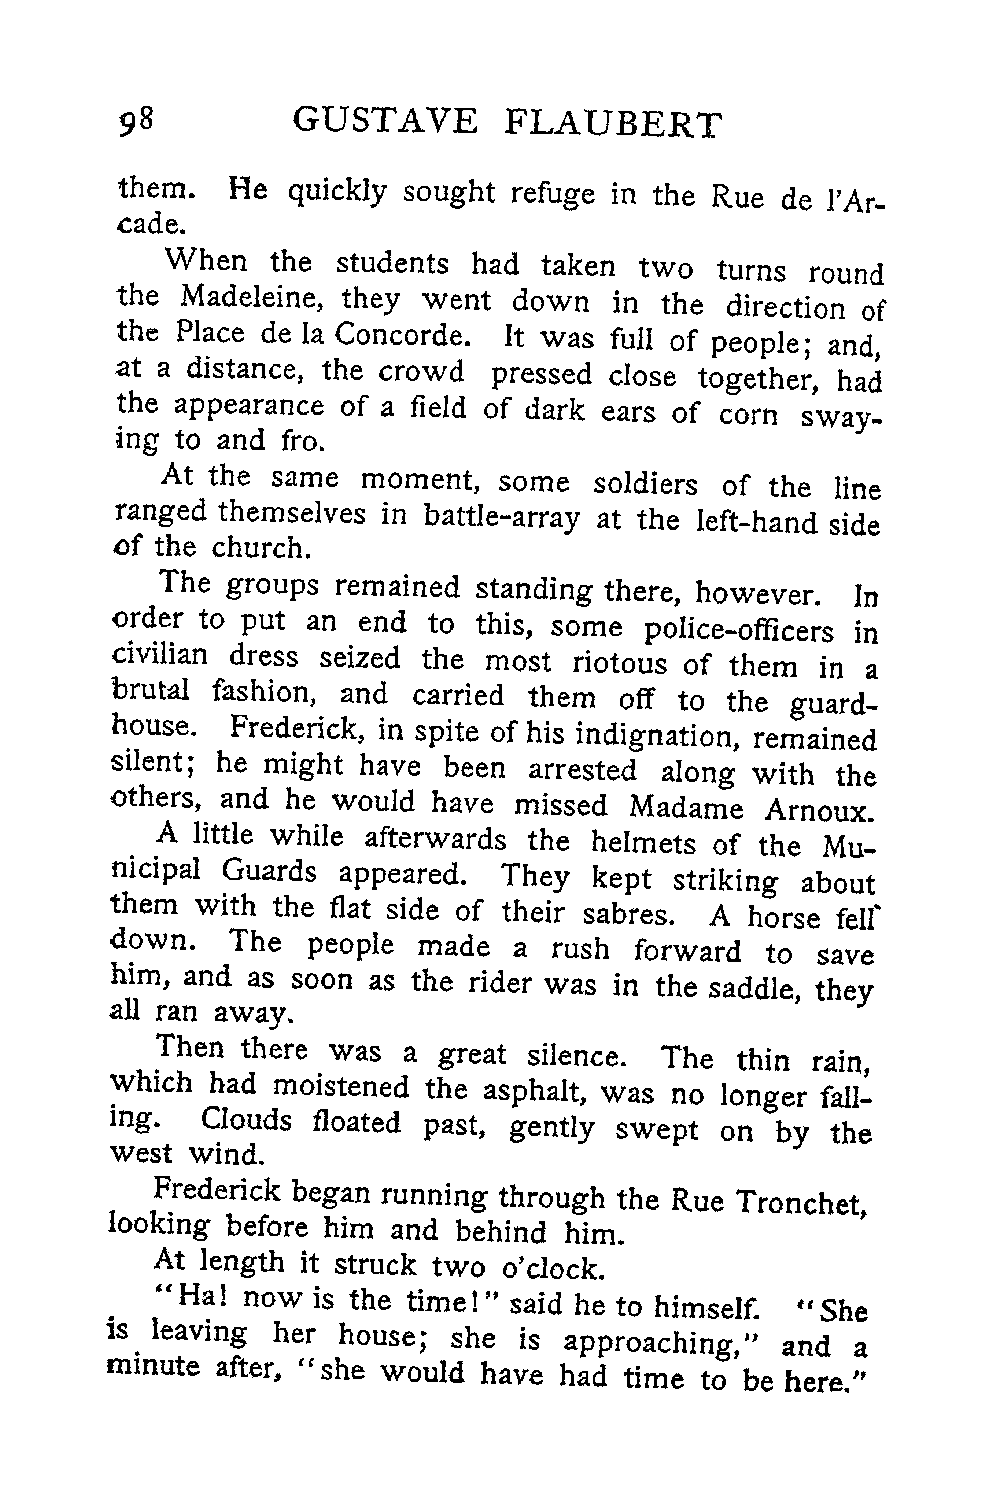 98 GUSTAVE FLAUBERT
them. He quickly sought refuge in the Rue de l'Ar-
cade.
When the students had taken two turns round
the Madeleine, they went down in the direction of
the Place de la Concorde. It was full of people; and,
at a distance, the crowd pressed close together, had
the appearance of a field of dark ears of corn sway-
ing to and fro.
At the same moment, some soldiers of the line
ranged themselves in battle-array at the left-hand side
of the church.
The groups remained standing there, however. In
order to put an end to this, some police-officers in
civilian dress seized the most riotous of them in a
brutal fashion, and carried them off to the guard-
house. Frederick, in spite of his indignation, remained
silent; he might have been arrested along with the
others, and he would have missed Madame Arnoux.
A little while afterwards the helmets of the Mu-
nicipal Guards appeared. They kept striking about
them with the flat side of their sabres. A horse fell
down. The people made a rush forward to save
him, and as soon as the rider was in the saddle, they
all ran away.
Then there was a great silence. The thin rain,
which had moistened the asphalt, was no longer fall-
ing. Clouds floated past, gently swept on by the
west wind.
Frederick began running through the Rue Tronchet,
looking before him and behind him.
At length it struck two o'clock.
"Ha! now is the time!" said he to himself. "She
is leaving her house; she is approaching," and a
minute after, "she would have had time to be here."